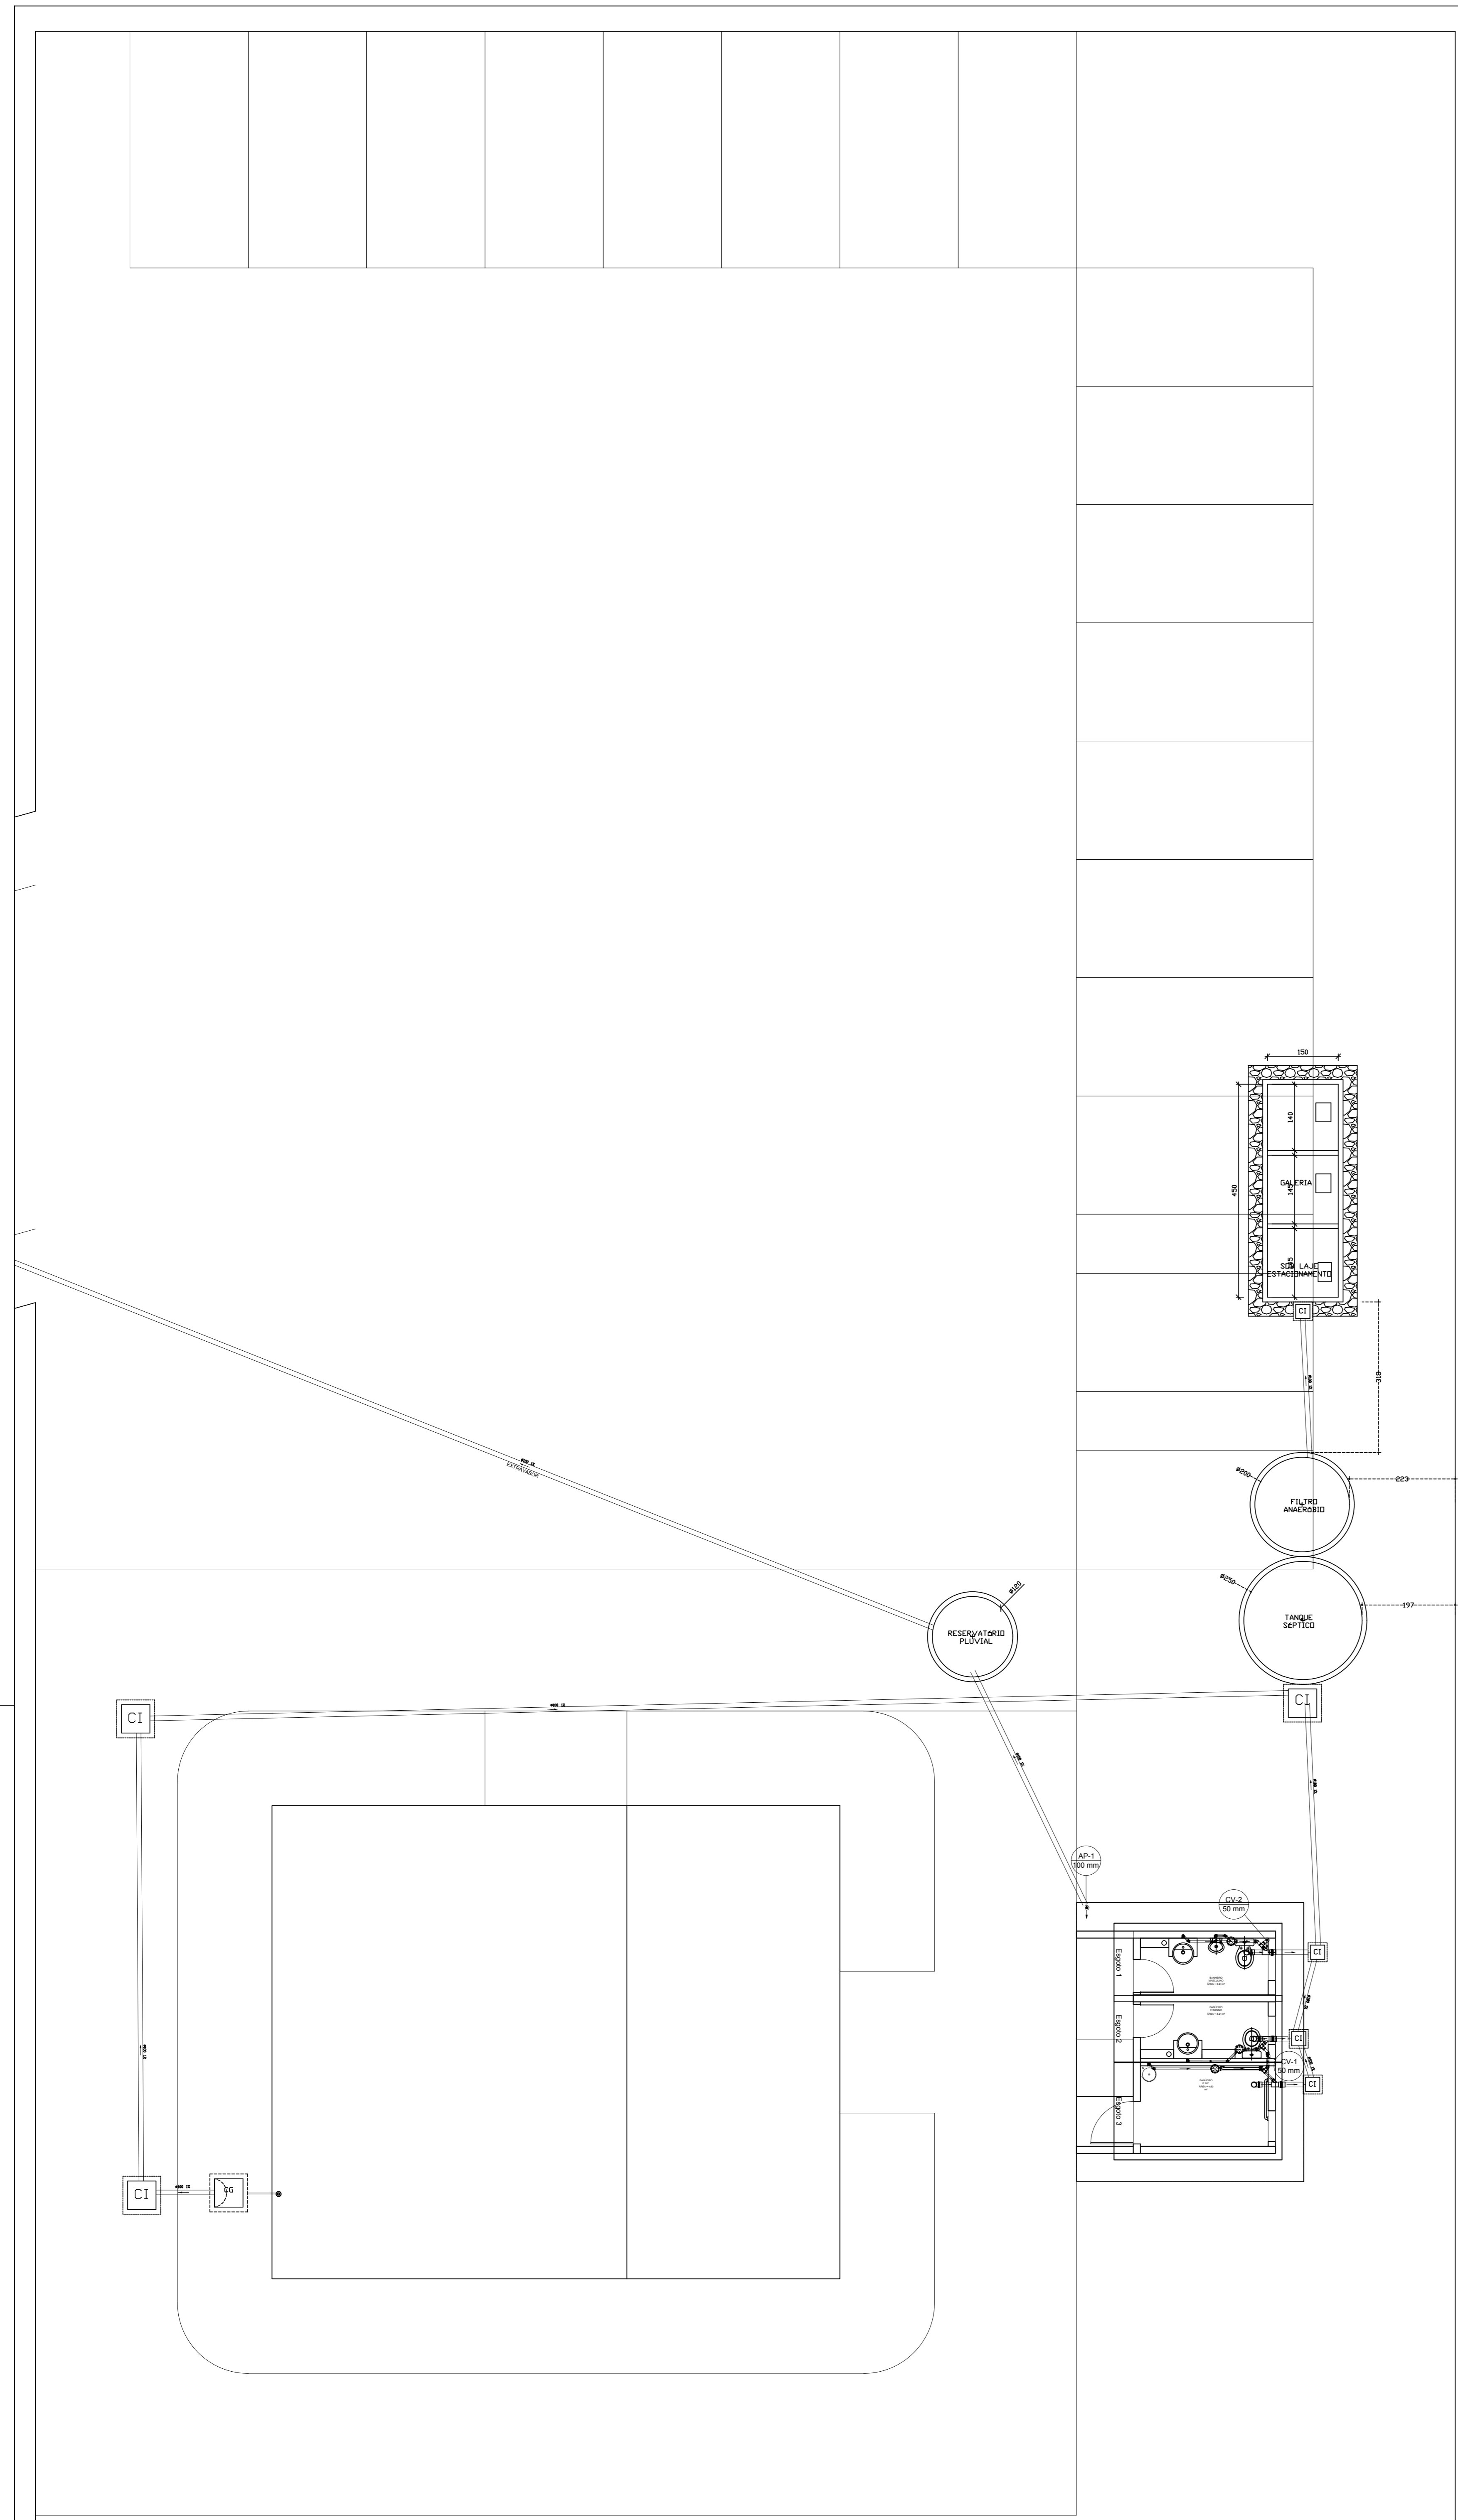 150
140
GALERIA
145
450
SOB LAJE
ESTACIONAMENTO
CI
310
EXTRAVASOR
Ø200
FILTRO
ANAERÓBIO
223
Ø250
TANQUE
SÉPTICO
197
Ø120
RESERVATÓRIO
PLUVIAL
CI
CI
AP-1
100 mm
CV-2
50 mm
Esgoto 1
CI
Esgoto 2
CI
CV-1
50 mm
CI
Esgoto 3
CI
CG